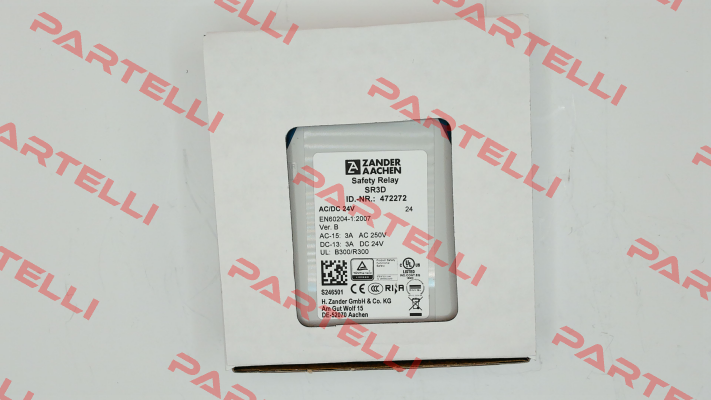 PARTELLI
PARTELLI
PARTELLI
PARTELLI
PARTELLI
PARTELLI
PARTELLI
PARTELLI
PARTELLI
ZANDER
AACHEN
Safety Relay
SR3D
ID.-NR.: 472272
AC/DC 24V 24
EN60204-1:2007
Ver. B
AC-15: 3A AC 250V
DC-13: 3A DC 24V
UL: B300/R300
S246501
H. Zander GmbH & Co. KG
Am Gut Wolf 15
DE-52070 Aachen